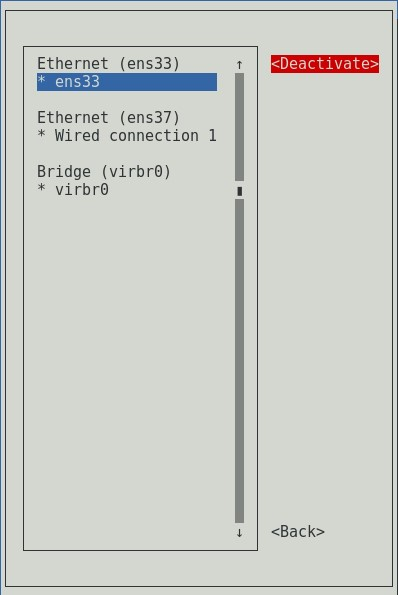 Ethernet (ens33)
* ens33
Ethernet (ens37)
* Wired connection 1
Bridge (virbr0)
* virbr0
<Deactivate>
<Back>